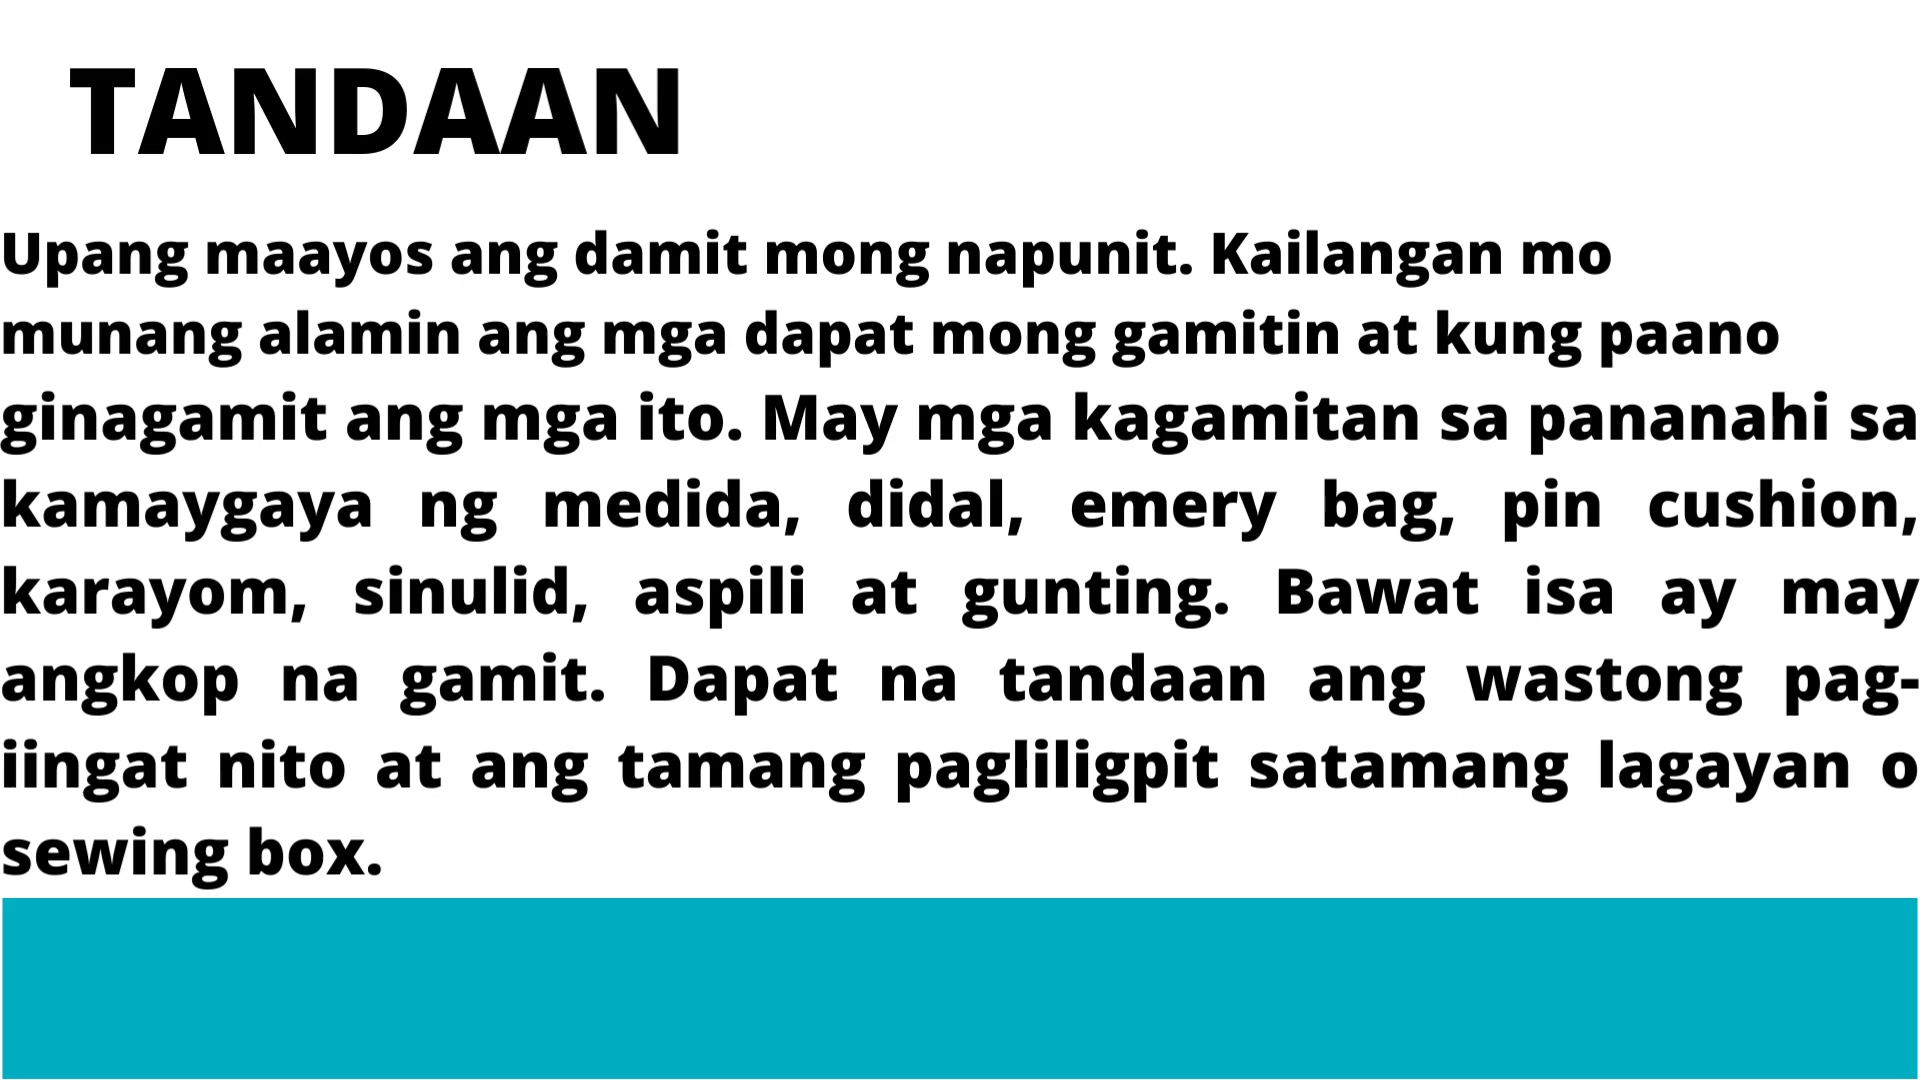 TANDAAN
Upang maayos ang damit mong napunit. Kailangan mo
munang alamin ang mga dapat mong gamitin at kung paano
ginagamit ang mga ito. May mga kagamitan sa pananahi sa
kamaygaya ng medida, didal, emery bag, pin cushion,
karayom, sinulid, aspili at gunting. Bawat isa ay may
angkop na gamit. Dapat na tandaan ang wastong pag-
iingat nito at ang tamang pagliligpit satamang lagayan o
sewing box.